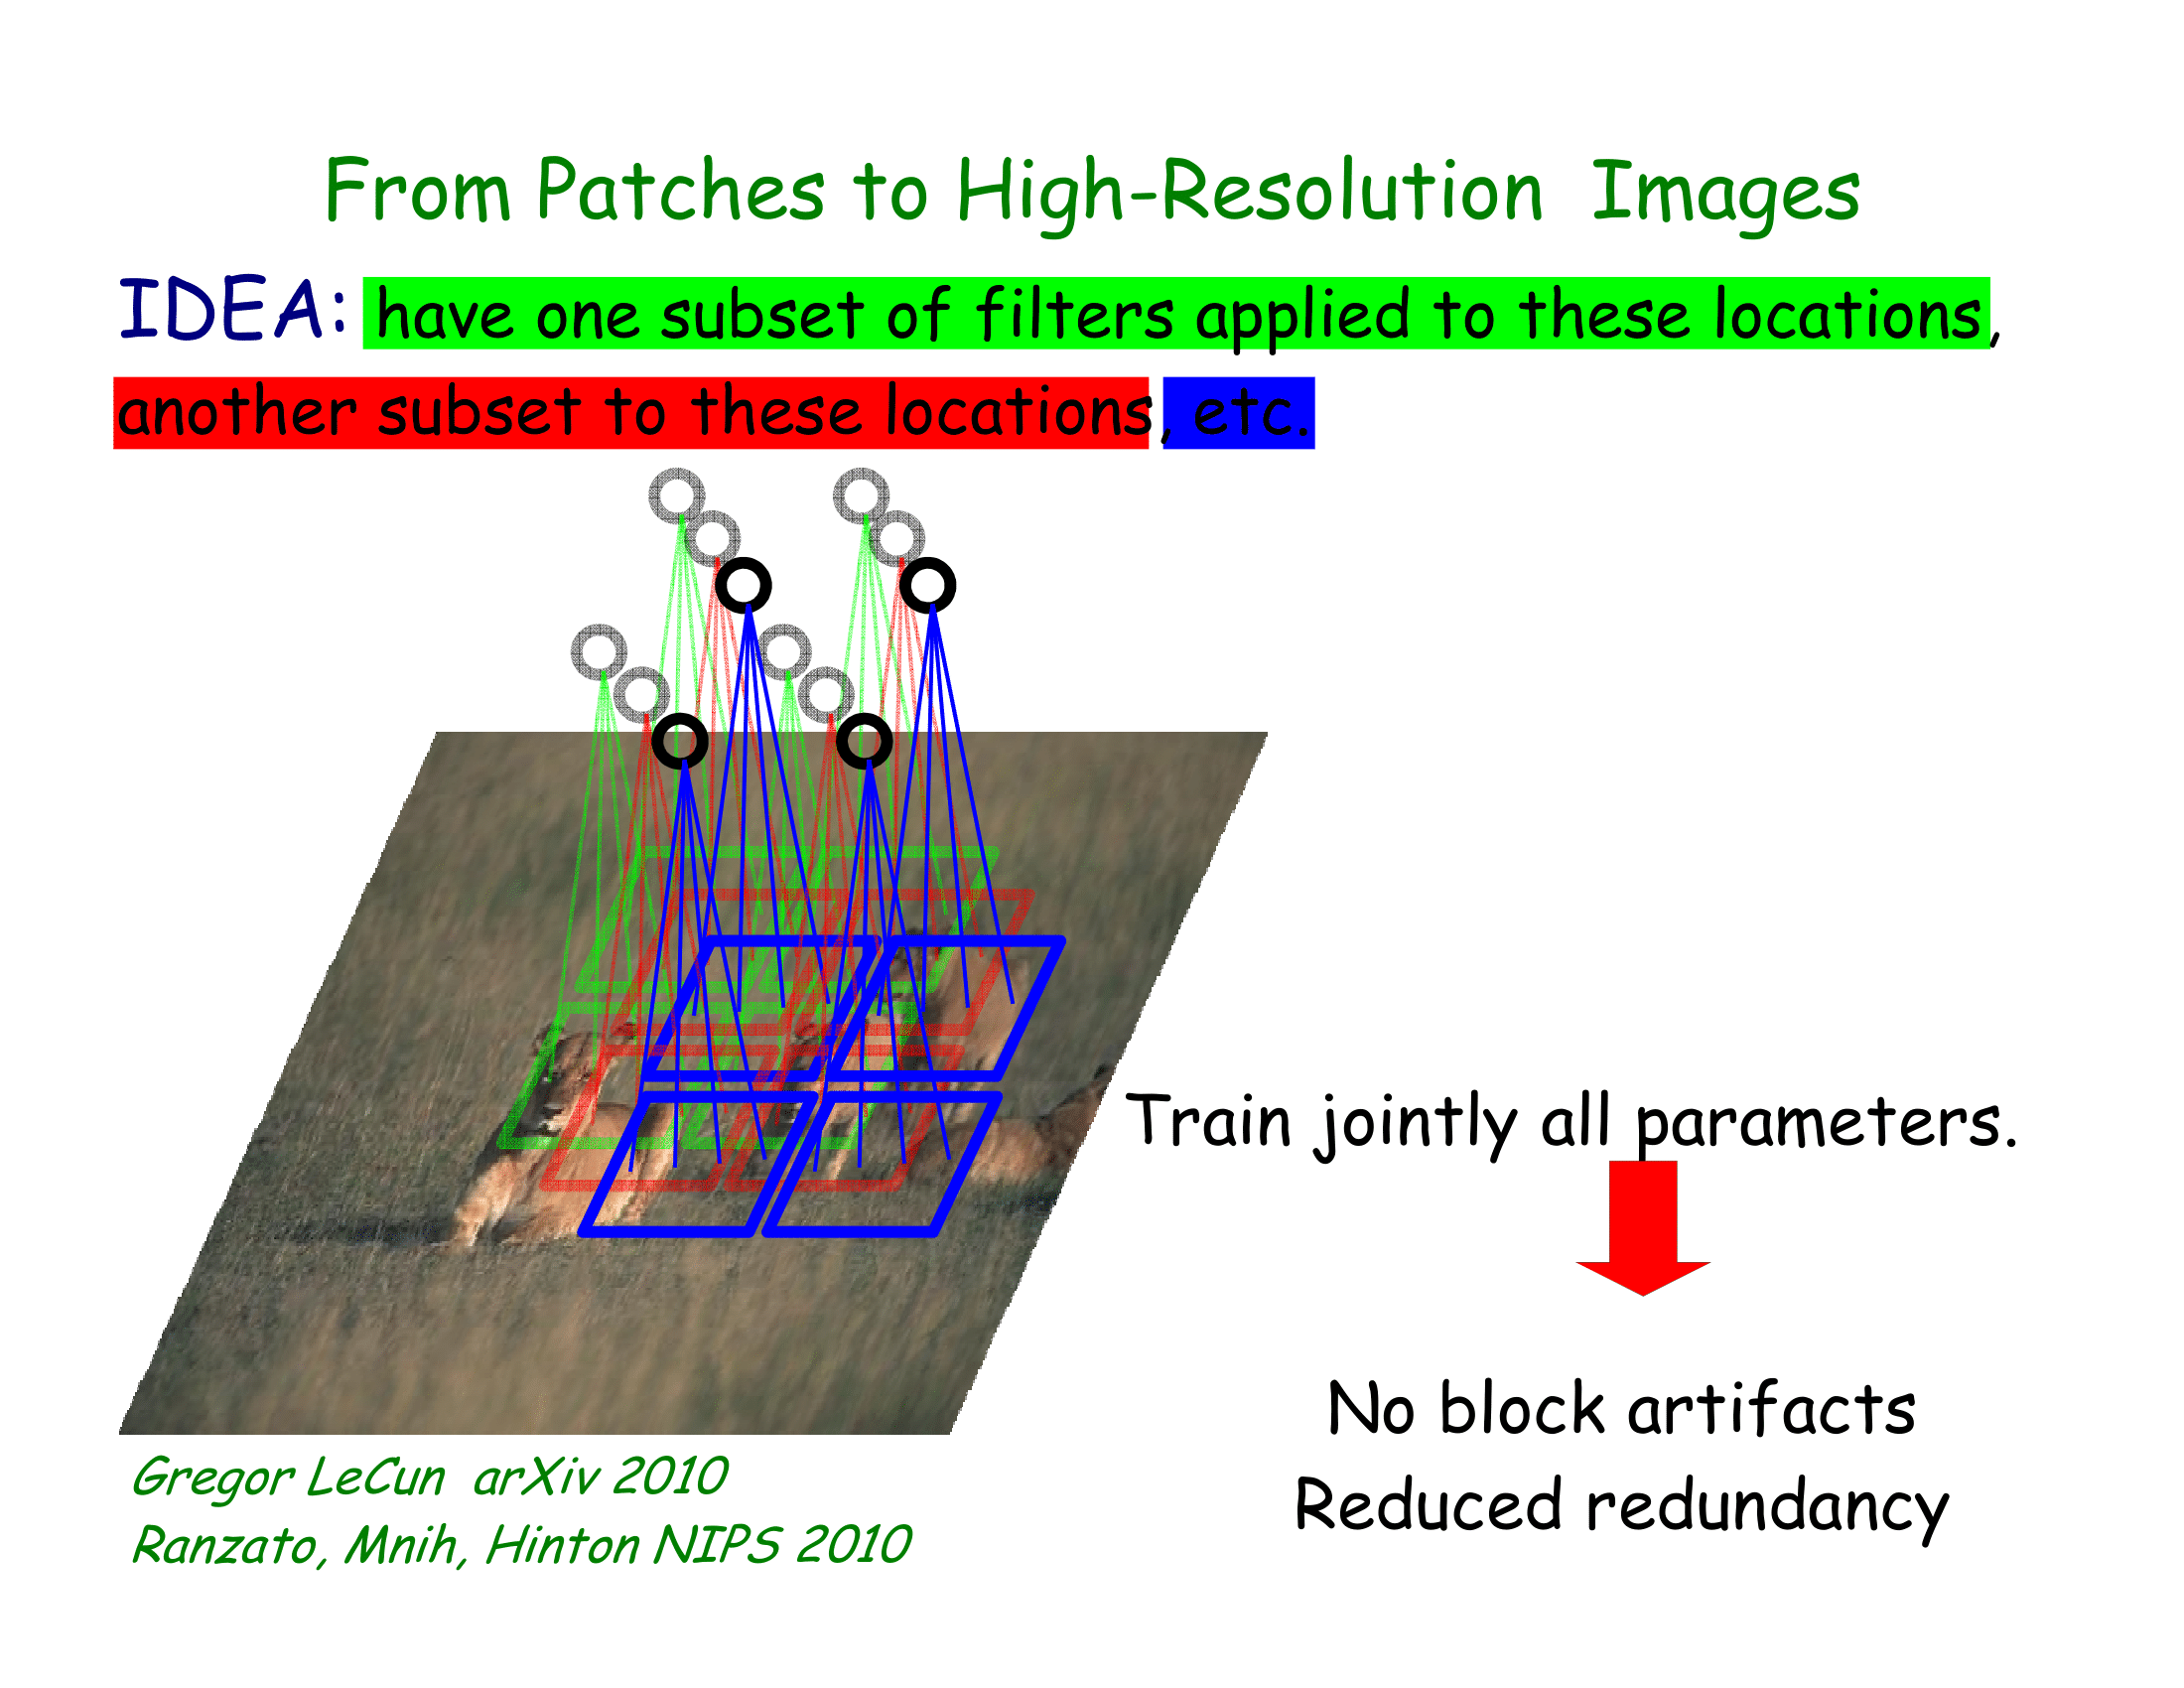 From Patches to High-Resolution Images
IDEA: have one subset of filters applied to these locations,
another subset to these locations, etc.
Train jointly all parameters.
No block artifacts
Reduced redundancy
Gregor LeCun arXiv 2010
Ranzato, Mnih, Hinton NIPS 2010